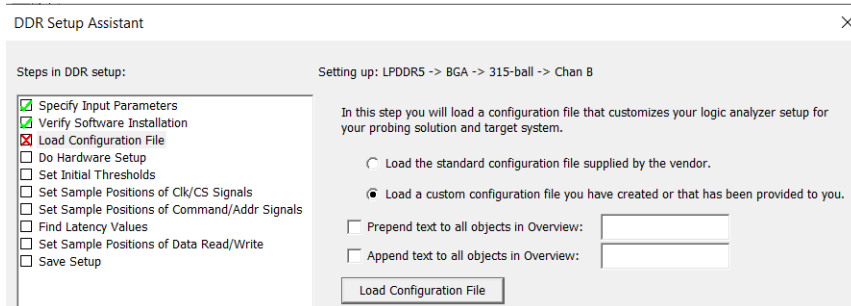 DDR Setup Assistant
Steps in DDR setup:
Specify Input Parameters
Verify Software Installation
Load Configuration File
Do Hardware Setup
Set Initial Thresholds
Set Sample Positions of Clk/CS Signals
Set Sample Positions of Command/Addr Signals
Find Latency Values
Set Sample Positions of Data Read/Write
Save Setup
Setting up: LPDDR5 -> BGA -> 315-ball -> Chan B
In this step you will load a configuration file that customizes your logic analyzer setup for
your probing solution and target system.
Load the standard configuration file supplied by the vendor.
Load a custom configuration file you have created or that has been provided to you.
Prepend text to all objects in Overview:
Append text to all objects in Overview:
Load Configuration File